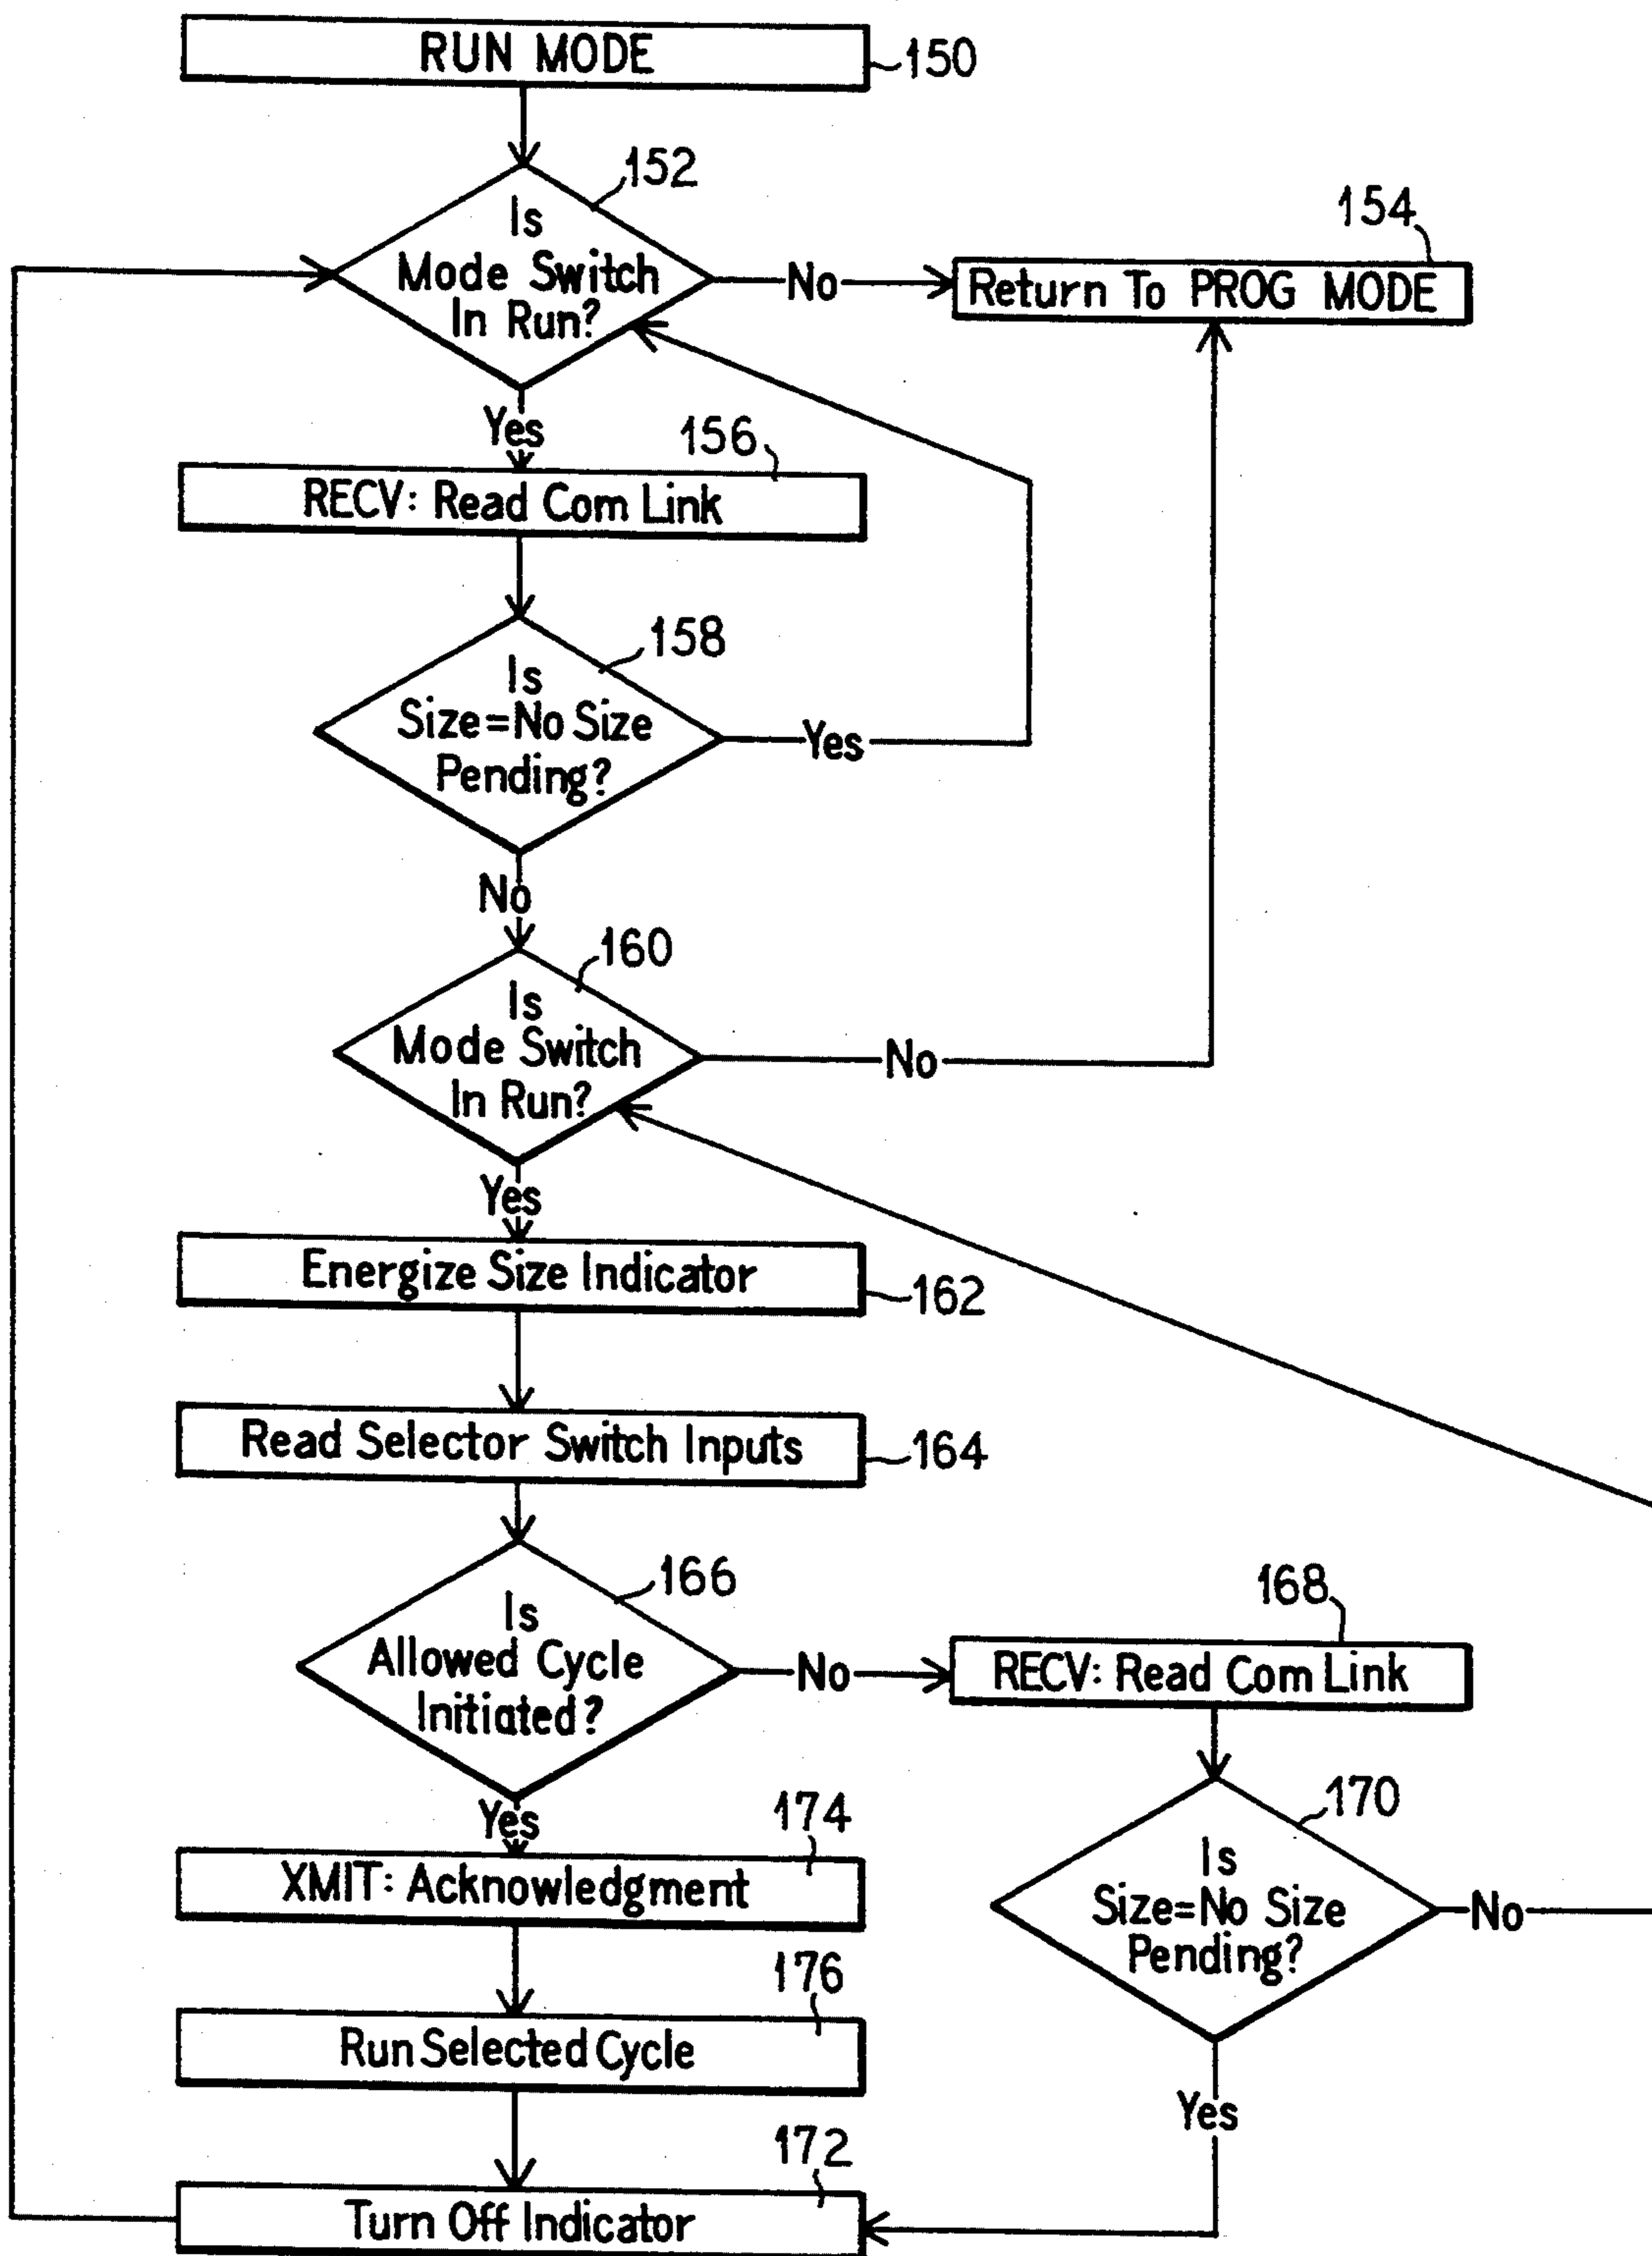 RUN MODE
150
152
Is
Mode Switch
In Run?
No
154
Return To PROG MODE
Yes
156
RECV: Read Com Link
158
Is
Size=No Size
Pending?
Yes
No
160
Is
Mode Switch
In Run?
No
Yes
Energize Size Indicator
162
Read Selector Switch Inputs
164
166
Is
Allowed Cycle
Initiated?
No
168
RECV: Read Com Link
170
Is
Size=No Size
Pending?
No
Yes
Yes
174
XMIT: Acknowledgment
176
Run Selected Cycle
172
Turn Off Indicator